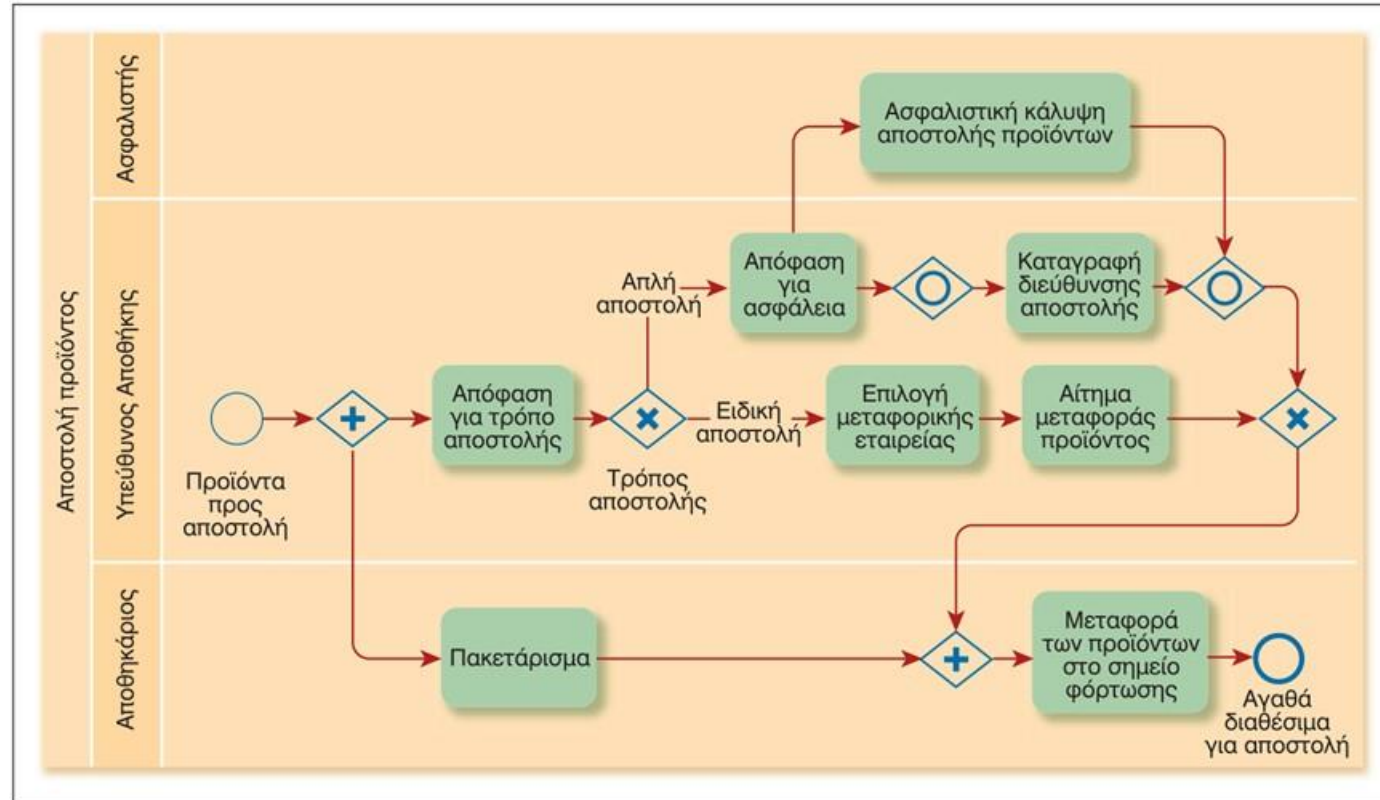 Αποστολή προϊόντος
Ασφαλιστής
Ασφαλιστική κάλυψη
αποστολής προϊόντων
Υπεύθυνος Αποθήκης
Προϊόντα
προς
αποστολή
Απόφαση
για τρόπο
αποστολής
Τρόπος
αποστολής
Απλή
αποστολή
Απόφαση
για
ασφάλεια
Καταγραφή
διεύθυνσης
αποστολής
Ειδική
αποστολή
Επιλογή
μεταφορικής
εταιρείας
Αίτημα
μεταφοράς
προϊόντος
Αποθηκάριος
Πακετάρισμα
Μεταφορά
των προϊόντων
στο σημείο
φόρτωσης
Αγαθά
διαθέσιμα
για αποστολή